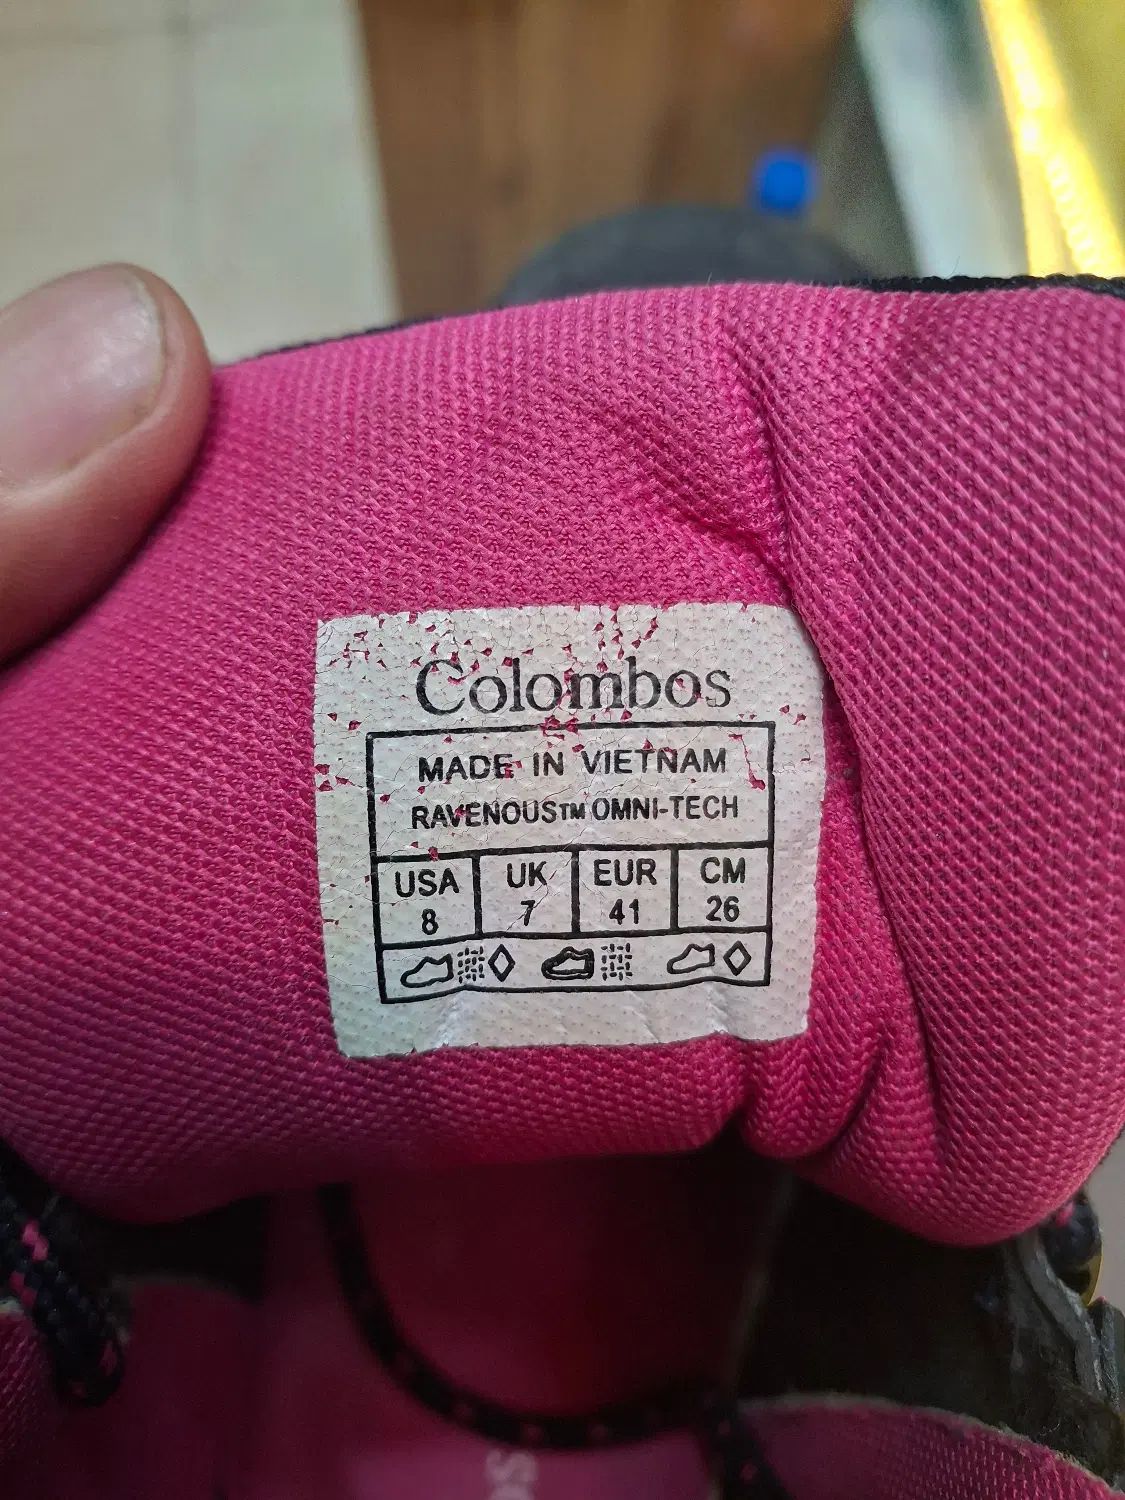 Colombos
MADE IN VIETNAM
RAVENOUS™ OMNI-TECH
USA UK EUR CM
8 7 41 26